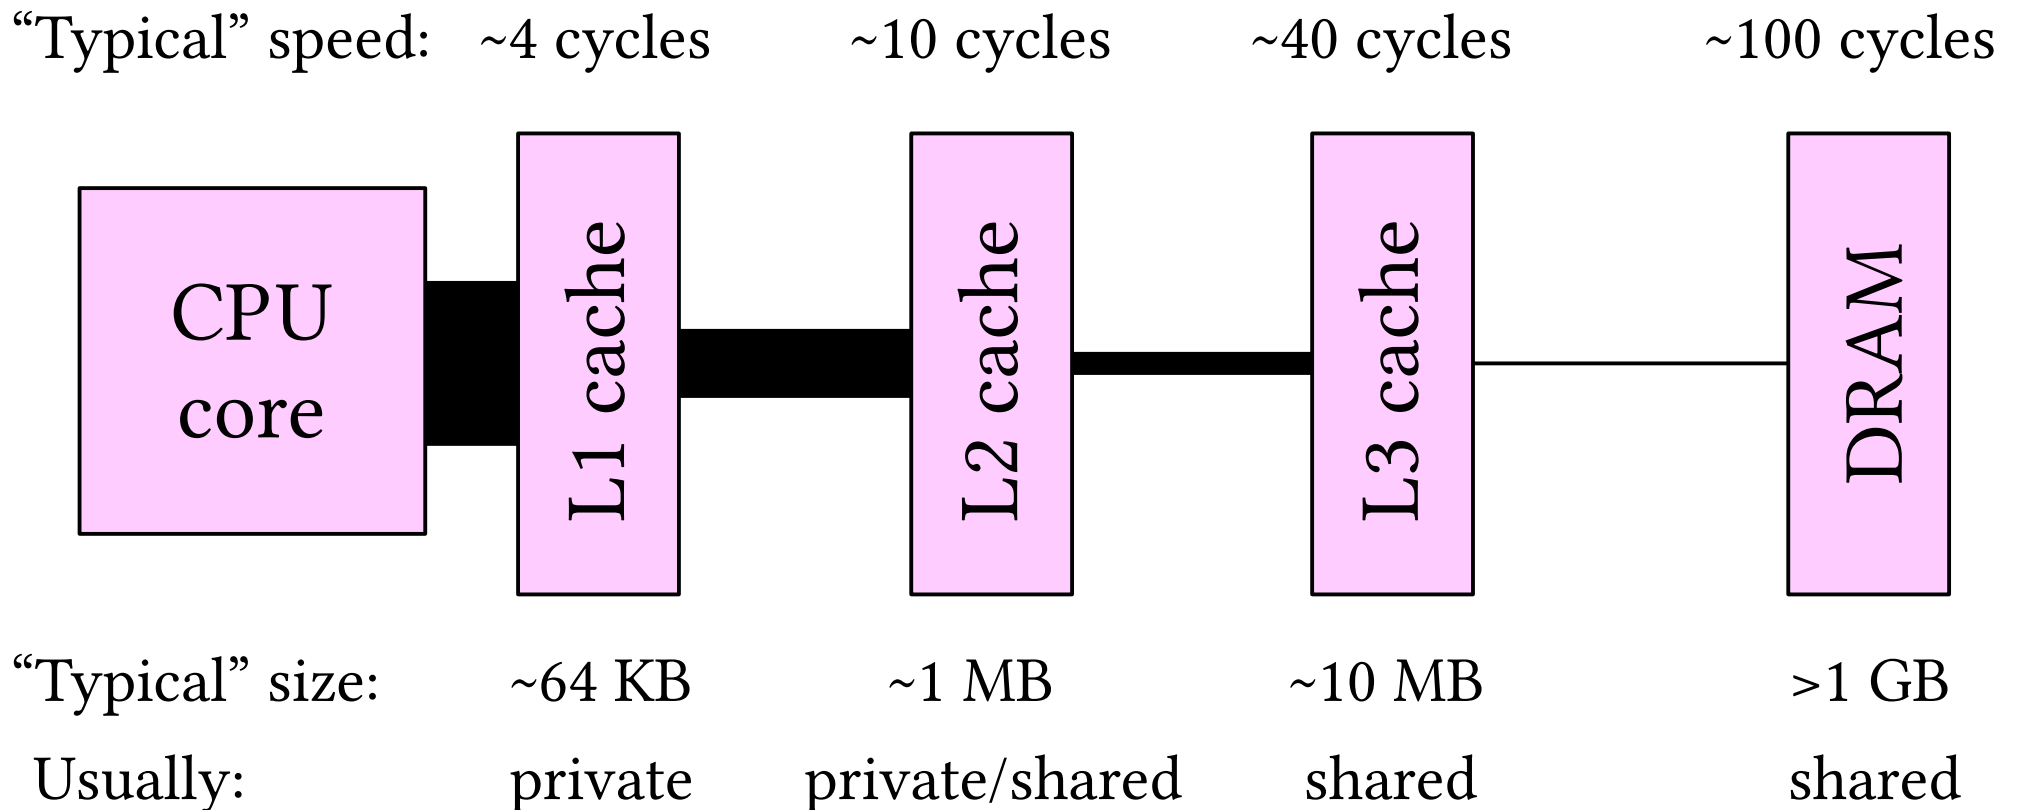 “Typical” speed: ~4 cycles ~10 cycles ~40 cycles ~100 cycles
CPU
core
L1 cache
L2 cache
L3 cache
DRAM
“Typical” size: ~64 KB ~1 MB ~10 MB >1 GB
Usually: private private/shared shared shared